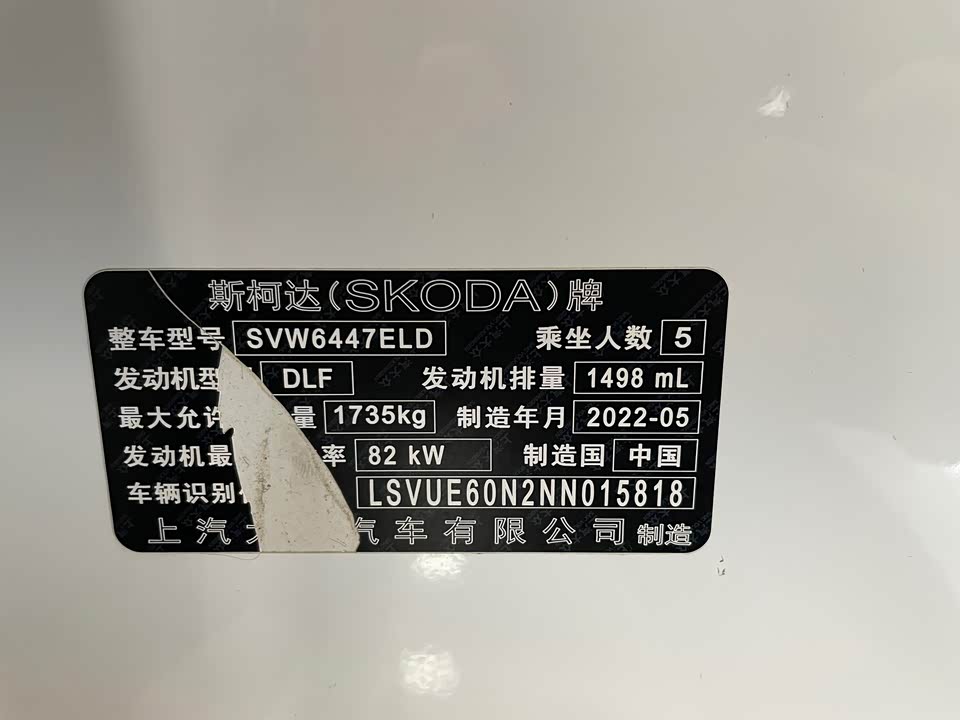 斯柯达(SKODA)牌
整车型号 SVW6447ELD 乘坐人数 5
发动机型 DLF 发动机排量 1498 mL
最大允许 量 1735kg 制造年月 2022-05
发动机最 率 82 kW 制造国 中国
车辆识别 LSVUE60N2NN015818
上汽大 汽车有限公司 制造